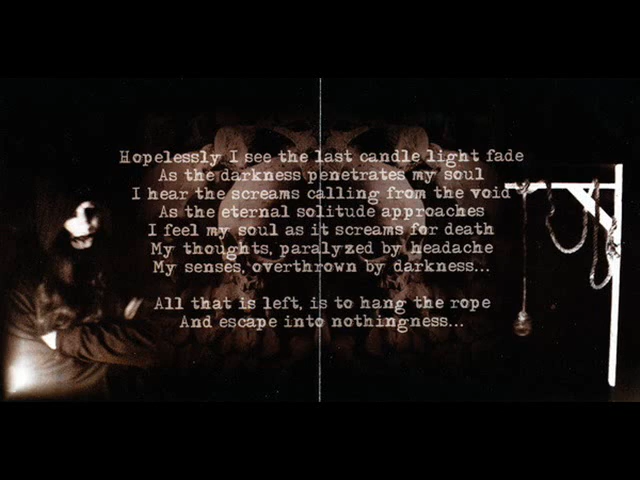 Hopelessly I see the last candle light fade
As the darkness penetrates my soul
I hear the screams calling from the void
As the eternal solitude approaches
I feel my soul as it screams for death
My thoughts, paralyzed by headache
My senses, overthrown by darkness...
All that is left, is to hang the rope
And escape into nothingness...